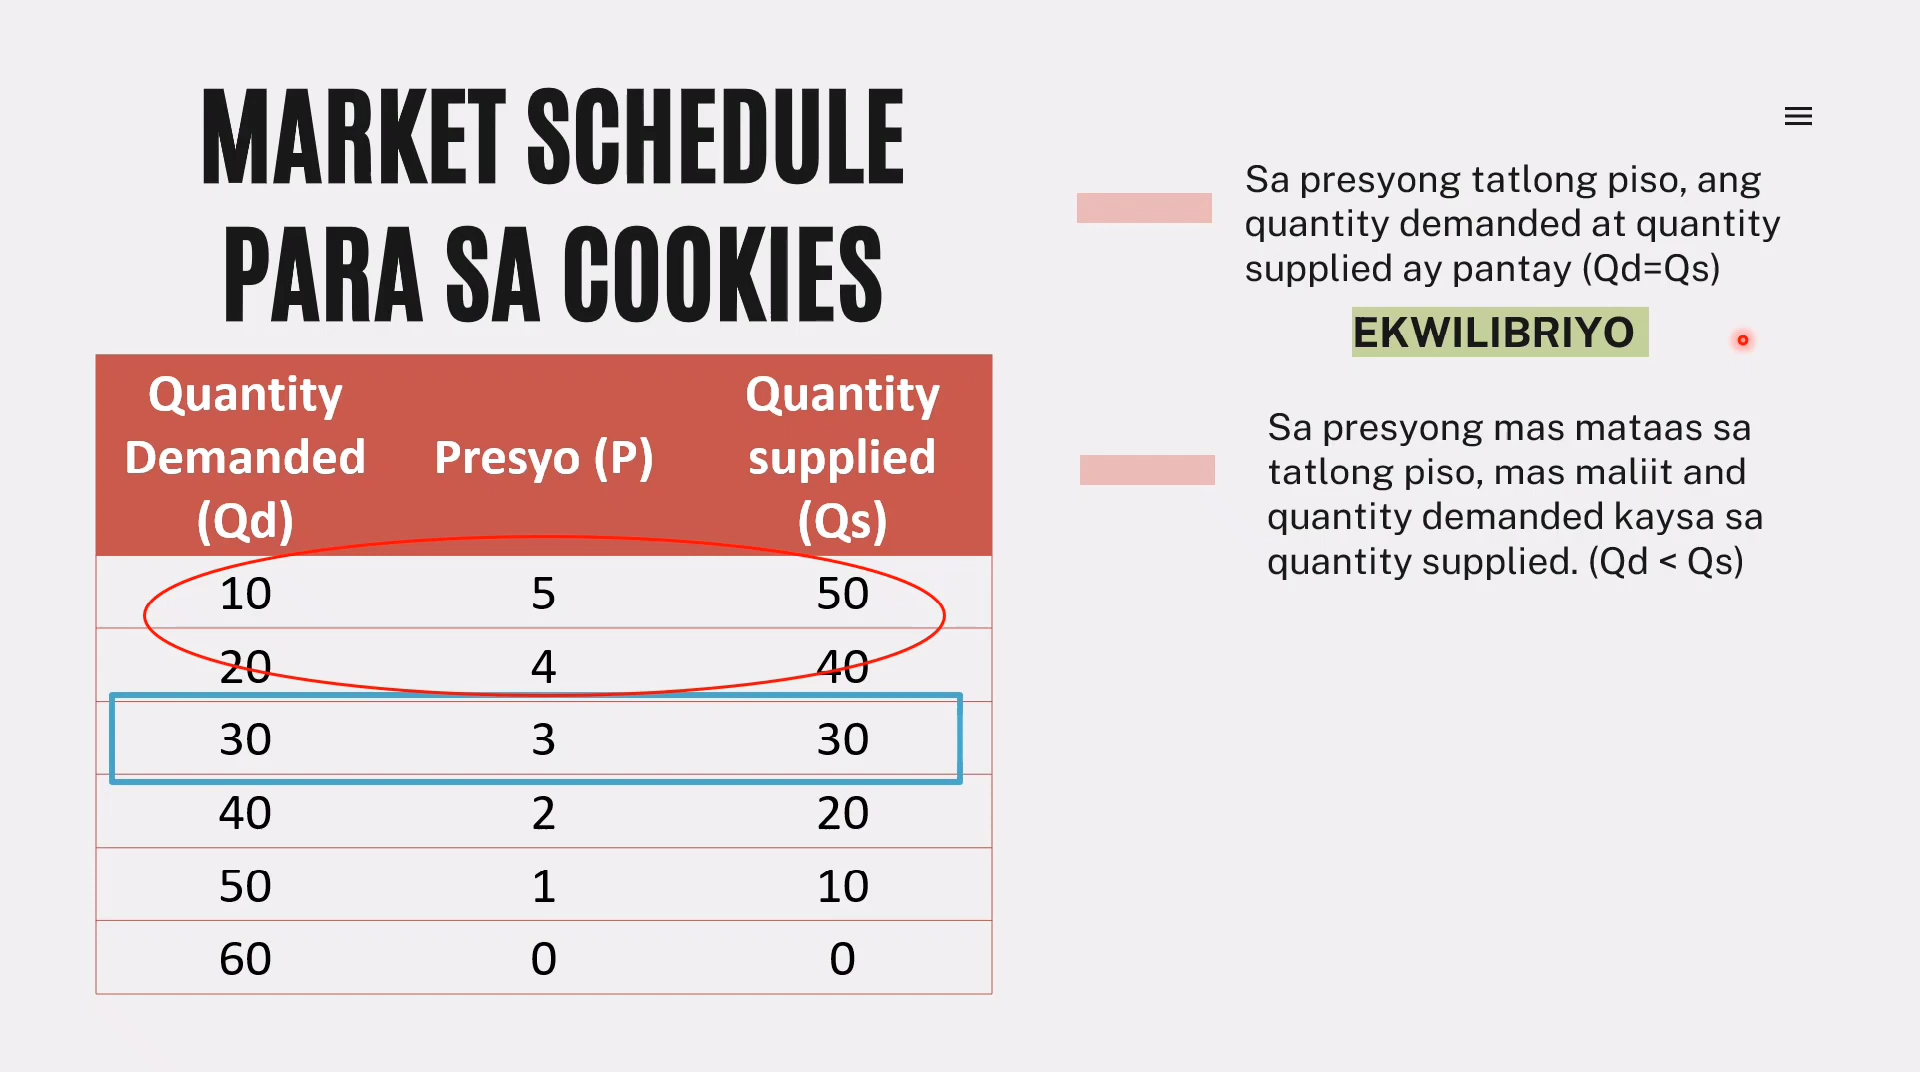 MARKET SCHEDULE
PARA SA COOKIES
Quantity Demanded (Qd) Presyo (P) Quantity supplied (Qs)
10 5 50
20 4 40
30 3 30
40 2 20
50 1 10
60 0 0
Sa presyong tatlong piso, ang
quantity demanded at quantity
supplied ay pantay (Qd=Qs)
EKWILIBRIYO
Sa presyong mas mataas sa
tatlong piso, mas maliit and
quantity demanded kaysa sa
quantity supplied. (Qd < Qs)